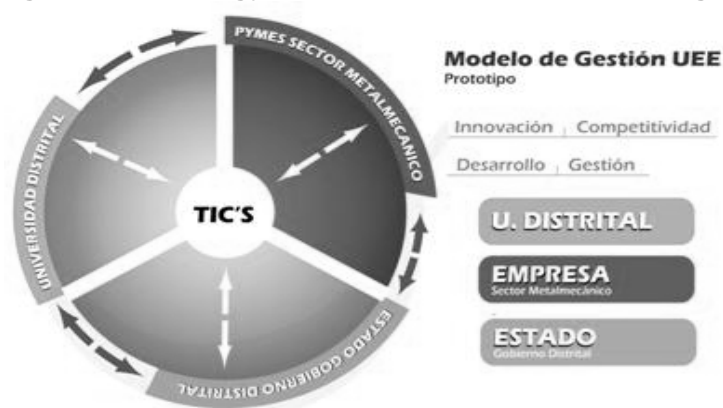 PYMES SECTOR METALMECANICO
UNIVERSIDAD DISTRITAL
TIC'S
ESTADO GOBIERNO DISTRITAL
Modelo de Gestión UEE
Prototipo
Innovación | Competitividad
Desarrollo | Gestión
U. DISTRITAL
EMPRESA
Sector Metalmecánico
ESTADO
Gobierno Distrital